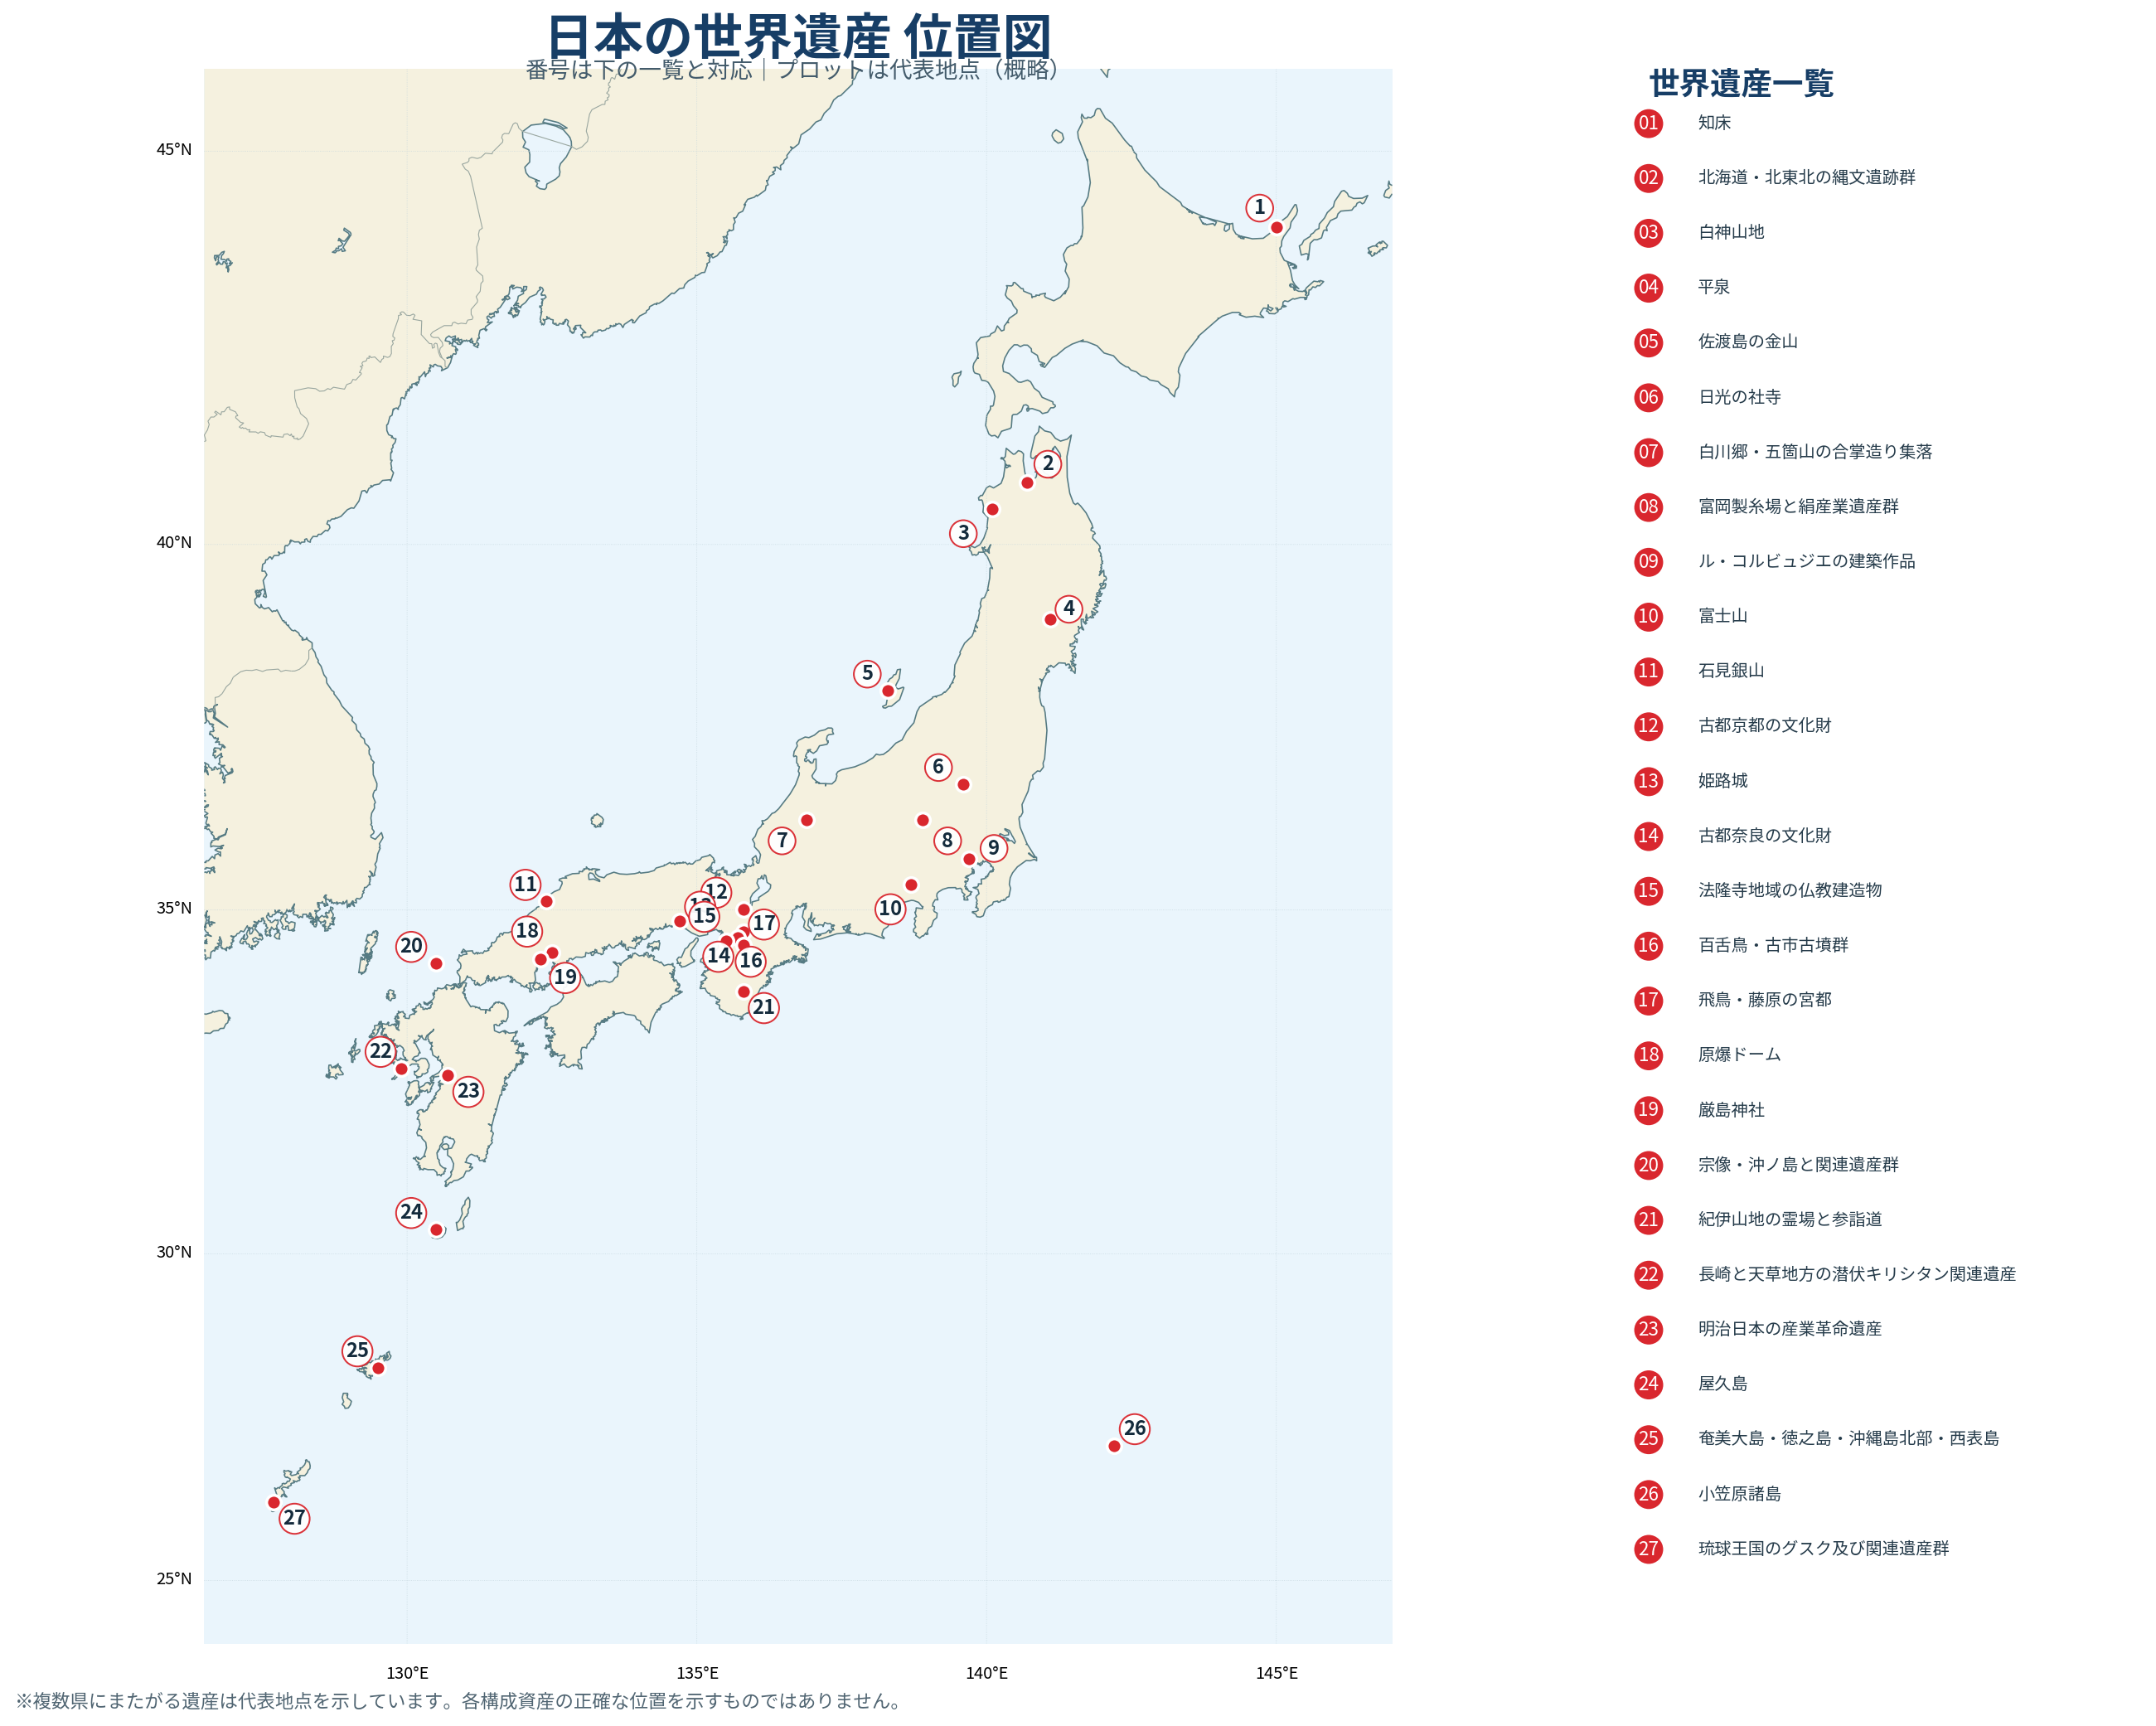 日本の世界遺産 位置図
番号は下の一覧と対応｜プロットは代表地点（概略）
45°N
40°N
35°N
30°N
25°N
130°E
135°E
140°E
145°E
1
2
3
4
5
6
7
8
9
10
11
12
15
17
18
14
16
20
19
21
22
23
24
25
26
27
世界遺産一覧
01 知床
02 北海道・北東北の縄文遺跡群
03 白神山地
04 平泉
05 佐渡島の金山
06 日光の社寺
07 白川郷・五箇山の合掌造り集落
08 富岡製糸場と絹産業遺産群
09 ル・コルビュジエの建築作品
10 富士山
11 石見銀山
12 古都京都の文化財
13 姫路城
14 古都奈良の文化財
15 法隆寺地域の仏教建造物
16 百舌鳥・古市古墳群
17 飛鳥・藤原の宮都
18 原爆ドーム
19 厳島神社
20 宗像・沖ノ島と関連遺産群
21 紀伊山地の霊場と参詣道
22 長崎と天草地方の潜伏キリシタン関連遺産
23 明治日本の産業革命遺産
24 屋久島
25 奄美大島・徳之島・沖縄島北部・西表島
26 小笠原諸島
27 琉球王国のグスク及び関連遺産群
※複数県にまたがる遺産は代表地点を示しています。各構成資産の正確な位置を示すものではありません。